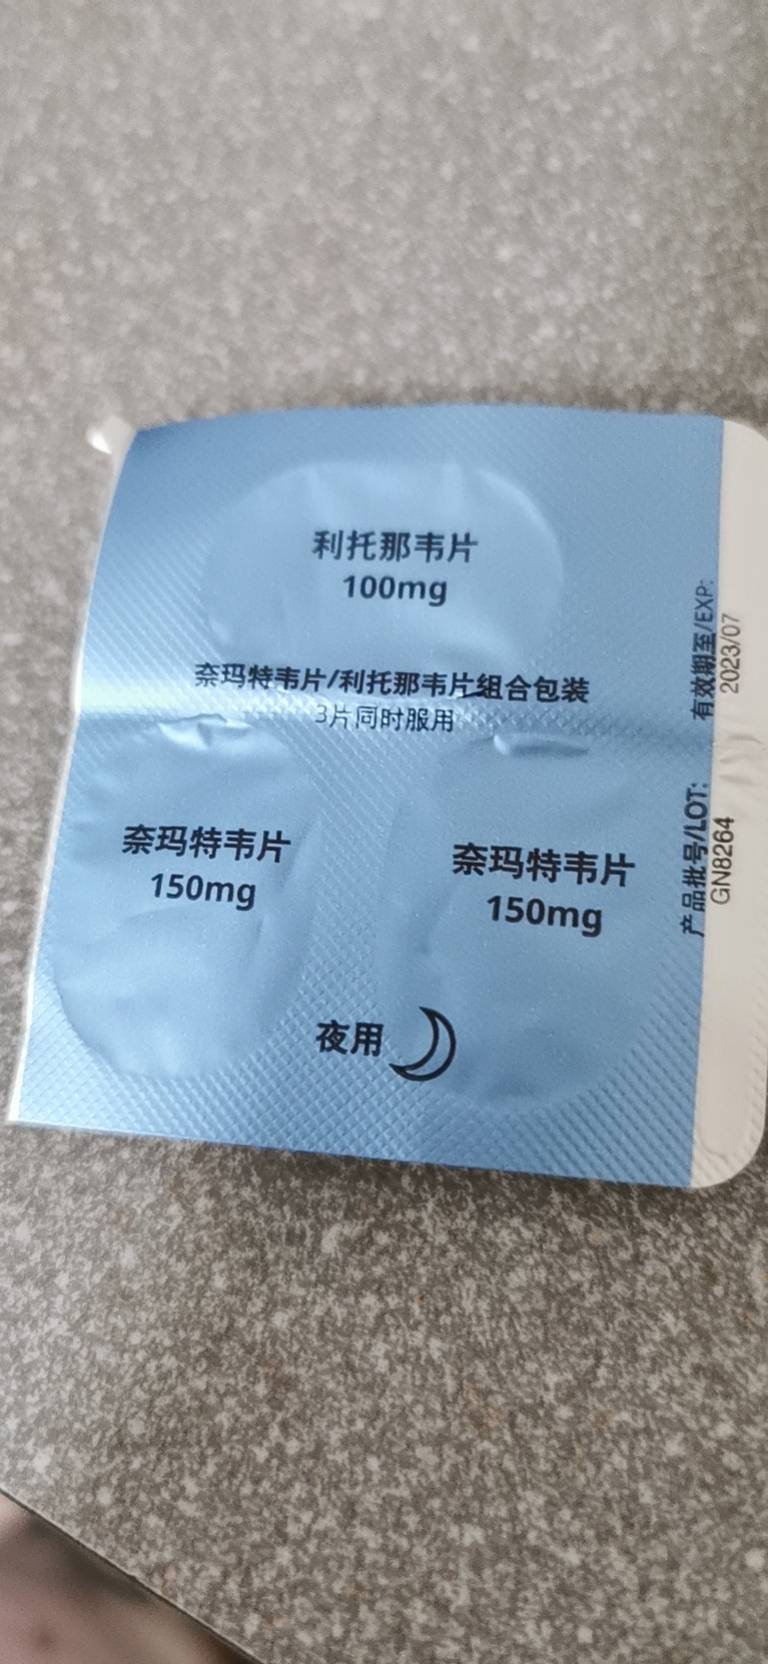 利托那韦片
100mg
奈玛特韦片/利托那韦片组合包装
3片同时服用
奈玛特韦片
150mg
奈玛特韦片
150mg
夜用
有效期至/EXP:
2023/07
产品批号/LOT:
GN8264